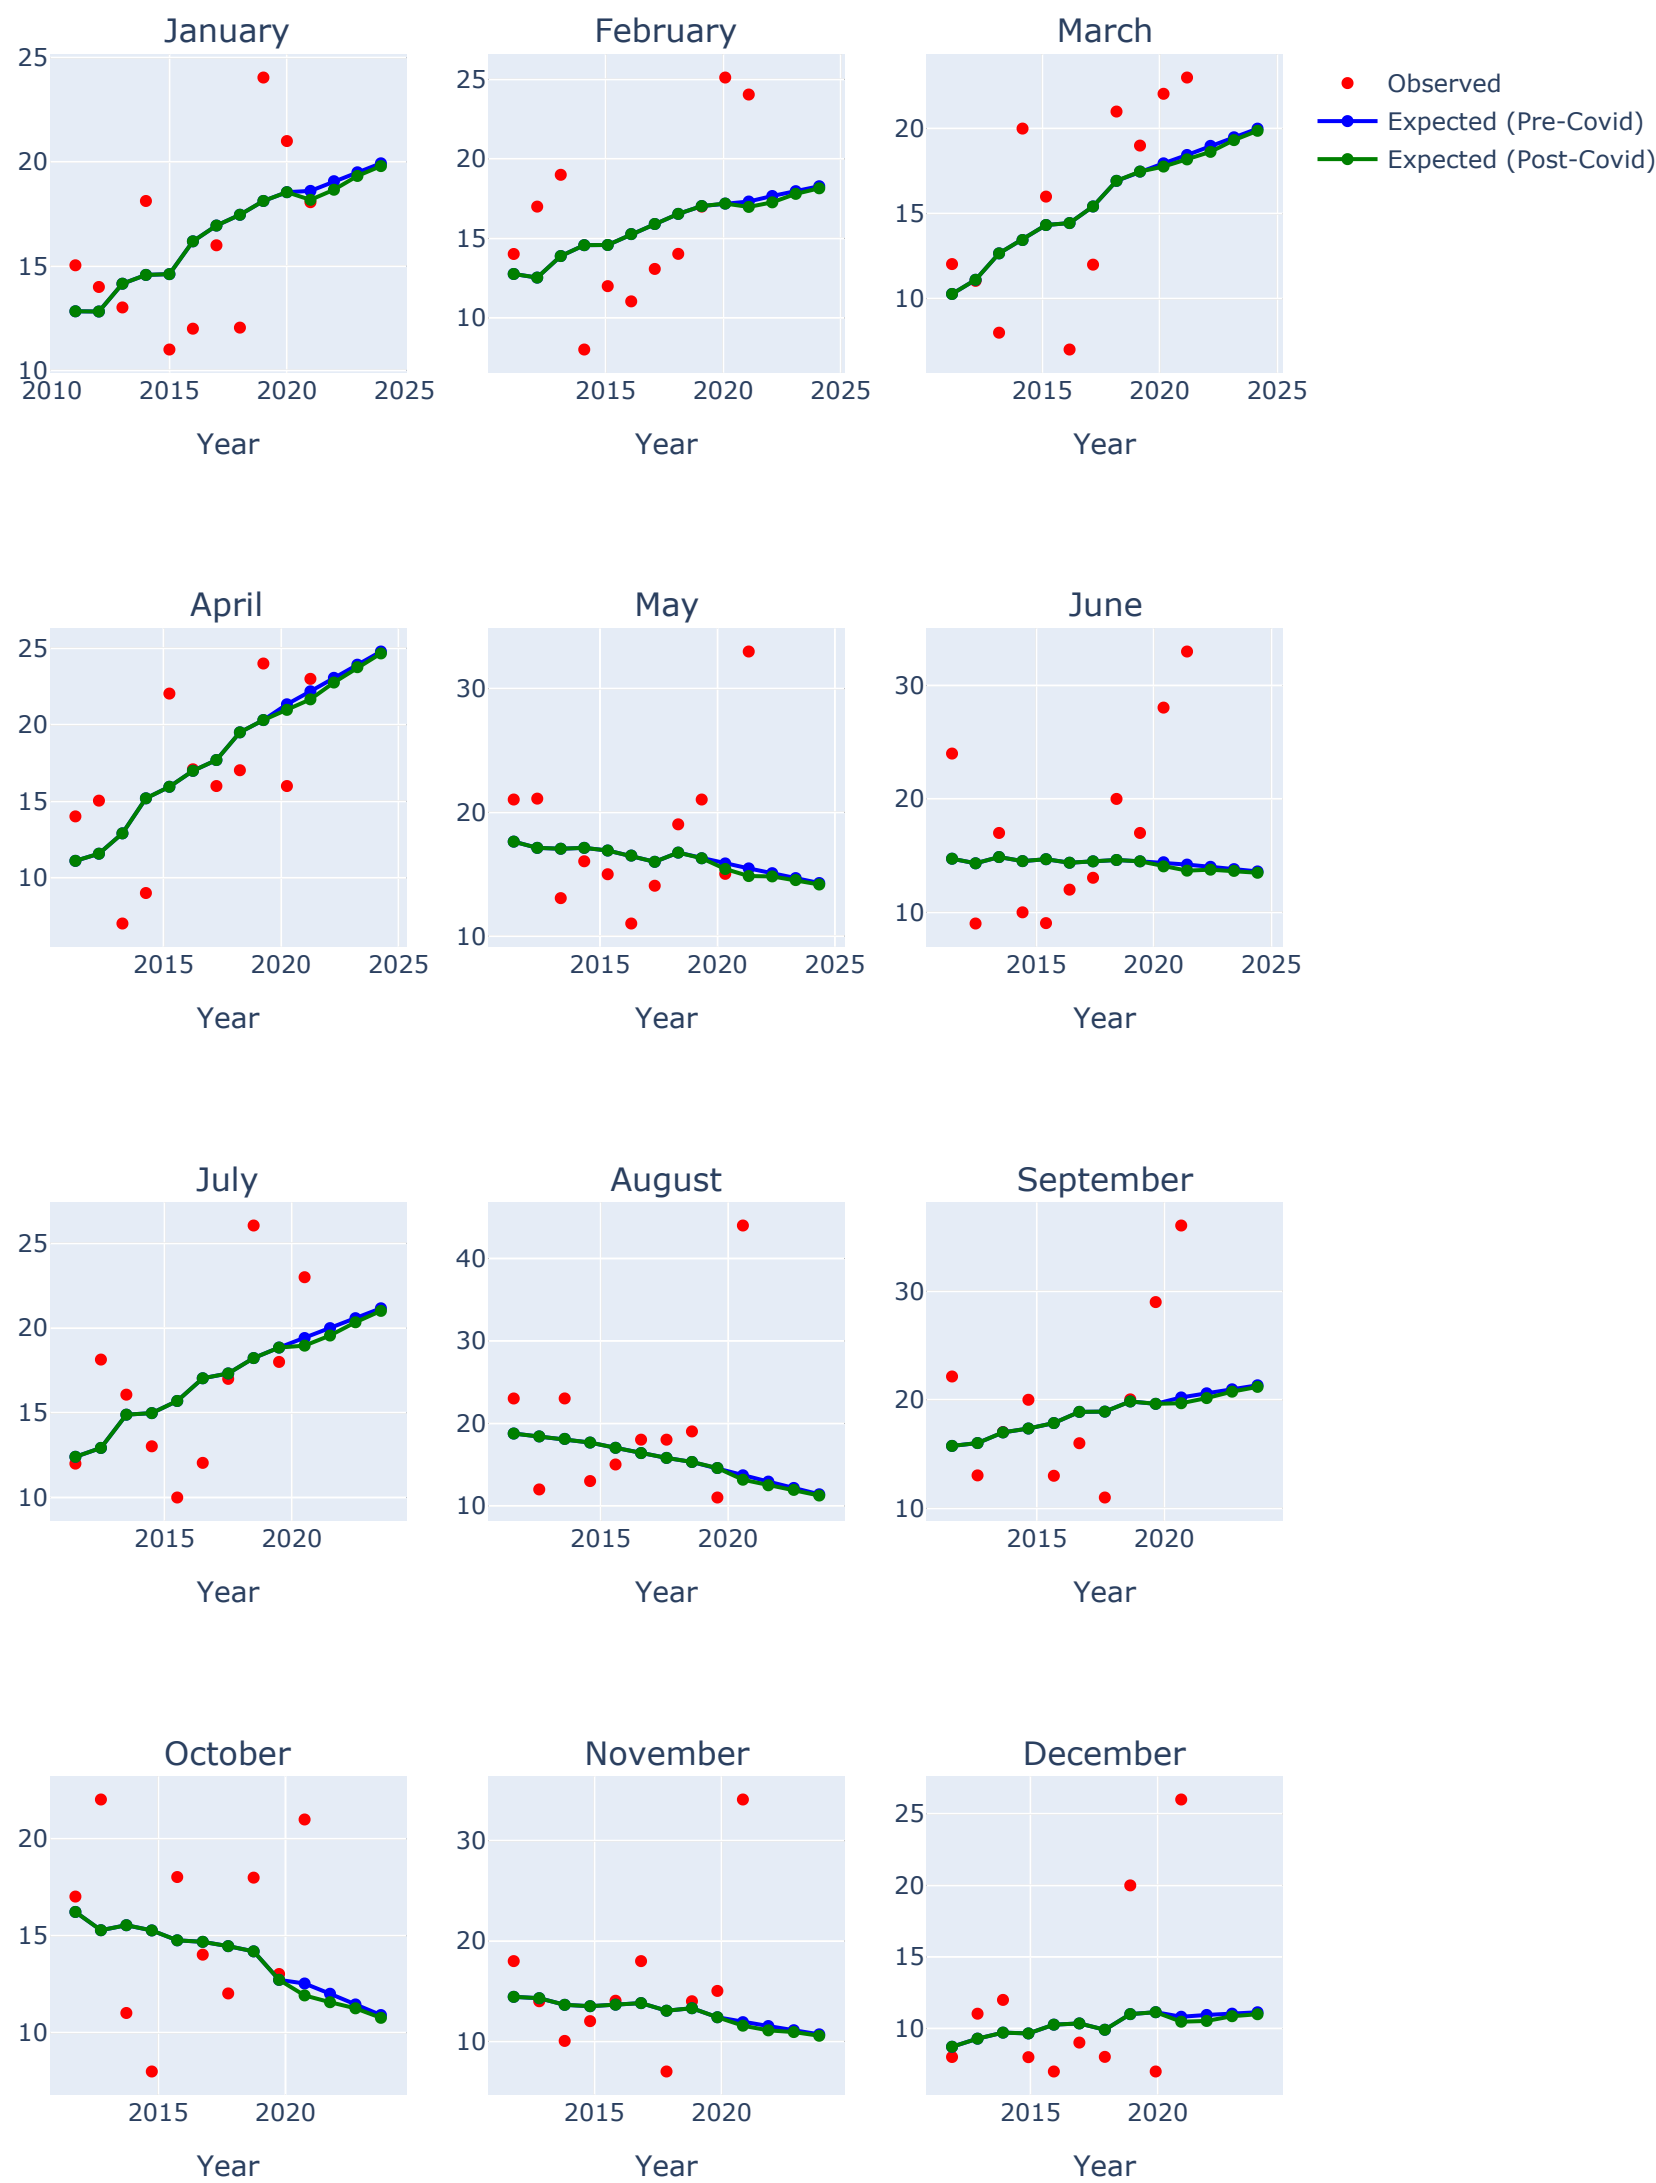 January February March
25
20
15
10
2010 2015 2020 2025
Year
25
20
15
10
2015 2020 2025
Year
20
15
10
2015 2020 2025
Year
Observed
Expected (Pre-Covid)
Expected (Post-Covid)
April May June
25
20
15
10
2015 2020 2025
Year
30
20
10
2015 2020 2025
Year
30
20
10
2015 2020 2025
Year
July August September
25
20
15
10
2015 2020
Year
40
30
20
10
2015 2020
Year
30
20
10
2015 2020
Year
October November December
20
15
10
2015 2020
Year
30
20
10
2015 2020
Year
25
20
15
10
2015 2020
Year